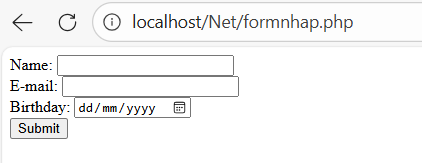 localhost/Net/formnhap.php
Name:
E-mail:
Birthday: dd/mm/yyyy
Submit